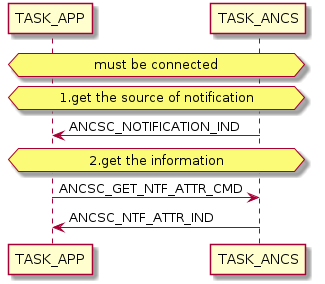 TASK_APP TASK_ANCS
must be connected
1.get the source of notification
ANCSC_NOTIFICATION_IND
2.get the information
ANCSC_GET_NTF_ATTR_CMD
ANCSC_NTF_ATTR_IND
TASK_APP TASK_ANCS